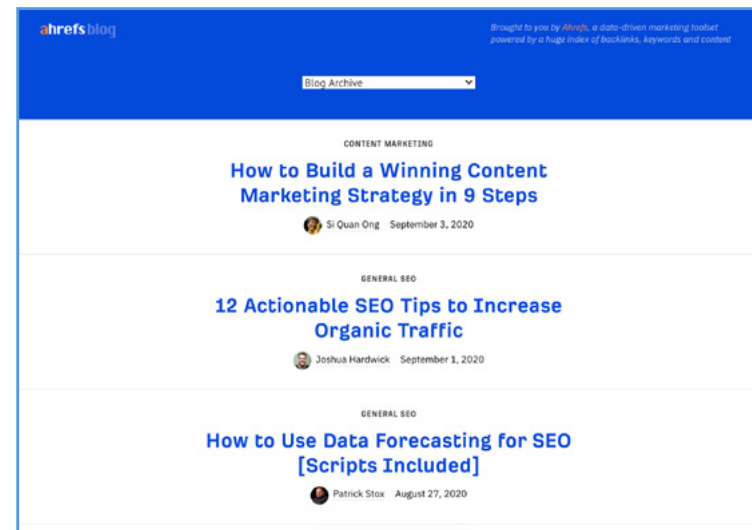 ahrefsblog
Brought to you by Ahrefs, a data-driven marketing toolset
powered by a huge index of backlinks, keywords and content
Blog Archive
CONTENT MARKETING
How to Build a Winning Content
Marketing Strategy in 9 Steps
Si Quan Ong September 3, 2020
GENERAL SEO
12 Actionable SEO Tips to Increase
Organic Traffic
Joshua Hardwick September 1, 2020
GENERAL SEO
How to Use Data Forecasting for SEO
[Scripts Included]
Patrick Stox August 27, 2020